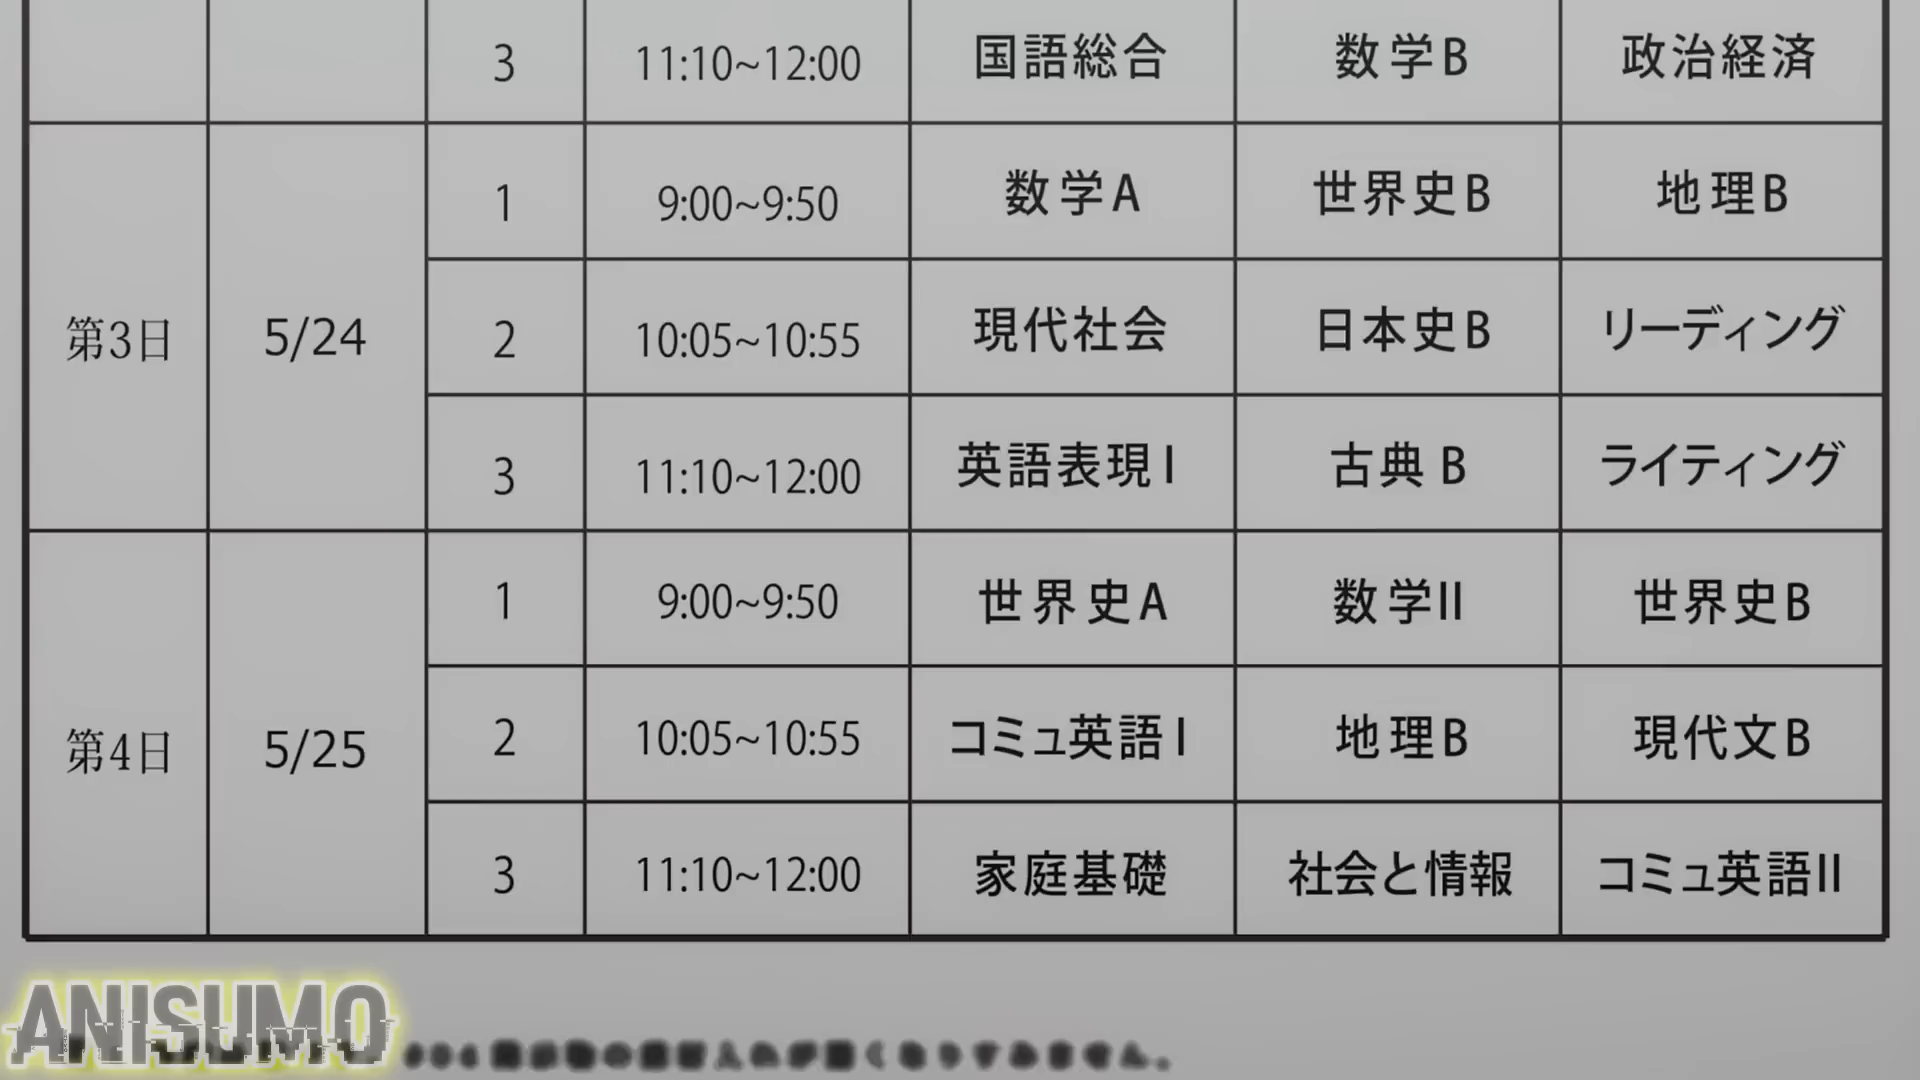 3 11:10~12:00 国語総合 数学B 政治経済
第3日 5/24 1 9:00~9:50 数学A 世界史B 地理B
2 10:05~10:55 現代社会 日本史B リーディング
3 11:10~12:00 英語表現I 古典B ライティング
第4日 5/25 1 9:00~9:50 世界史A 数学II 世界史B
2 10:05~10:55 コミュ英語I 地理B 現代文B
3 11:10~12:00 家庭基礎 社会と情報 コミュ英語II
ANISUMO